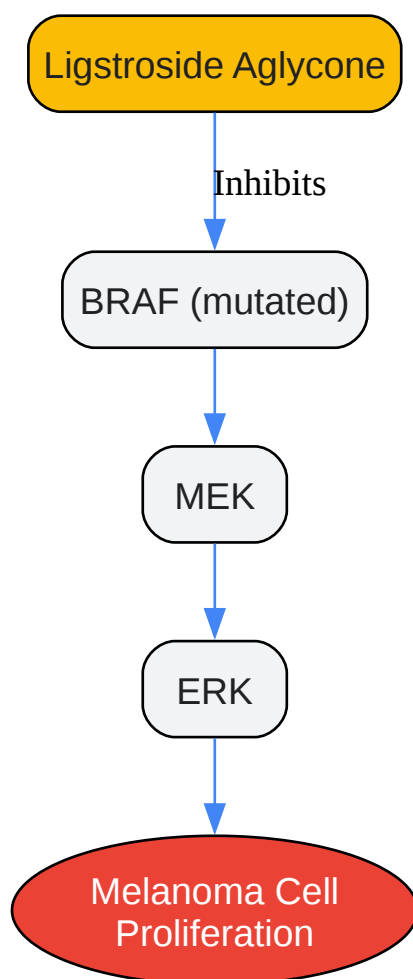 Ligstroside Aglycone
Inhibits
BRAF (mutated)
MEK
ERK
Melanoma Cell
Proliferation